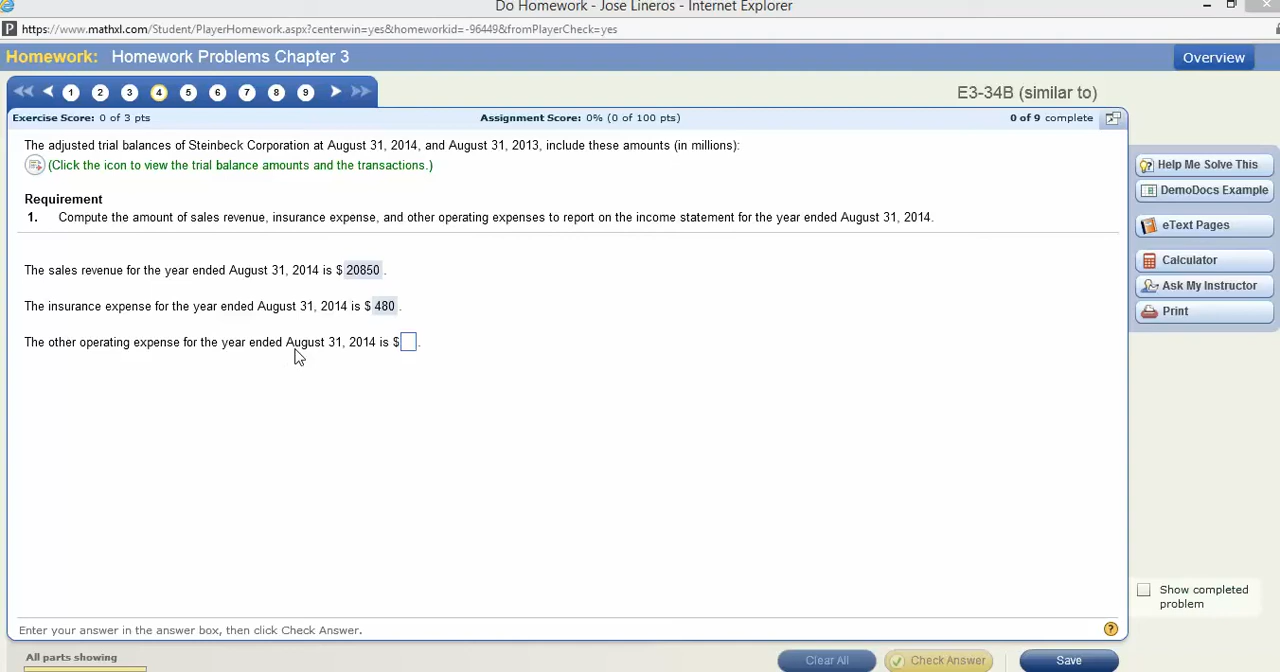 Do Homework - Jose Lineros - Internet Explorer
https://www.mathxl.com/Student/PlayerHomework.aspx?centerwin=yes&homeworkid=-96449&fromPlayerCheck=yes
Homework: Homework Problems Chapter 3
Overview
1 2 3 4 5 6 7 8 9
E3-34B (similar to)
Exercise Score: 0 of 3 pts
Assignment Score: 0% (0 of 100 pts)
0 of 9 complete
The adjusted trial balances of Steinbeck Corporation at August 31, 2014, and August 31, 2013, include these amounts (in millions):
(Click the icon to view the trial balance amounts and the transactions.)
Requirement
1. Compute the amount of sales revenue, insurance expense, and other operating expenses to report on the income statement for the year ended August 31, 2014.
The sales revenue for the year ended August 31, 2014 is $ 20850 .
The insurance expense for the year ended August 31, 2014 is $ 480 .
The other operating expense for the year ended August 31, 2014 is $ .
Help Me Solve This
DemoDocs Example
eText Pages
Calculator
Ask My Instructor
Print
Show completed
problem
Enter your answer in the answer box, then click Check Answer.
?
All parts showing
Clear All
Check Answer
Save